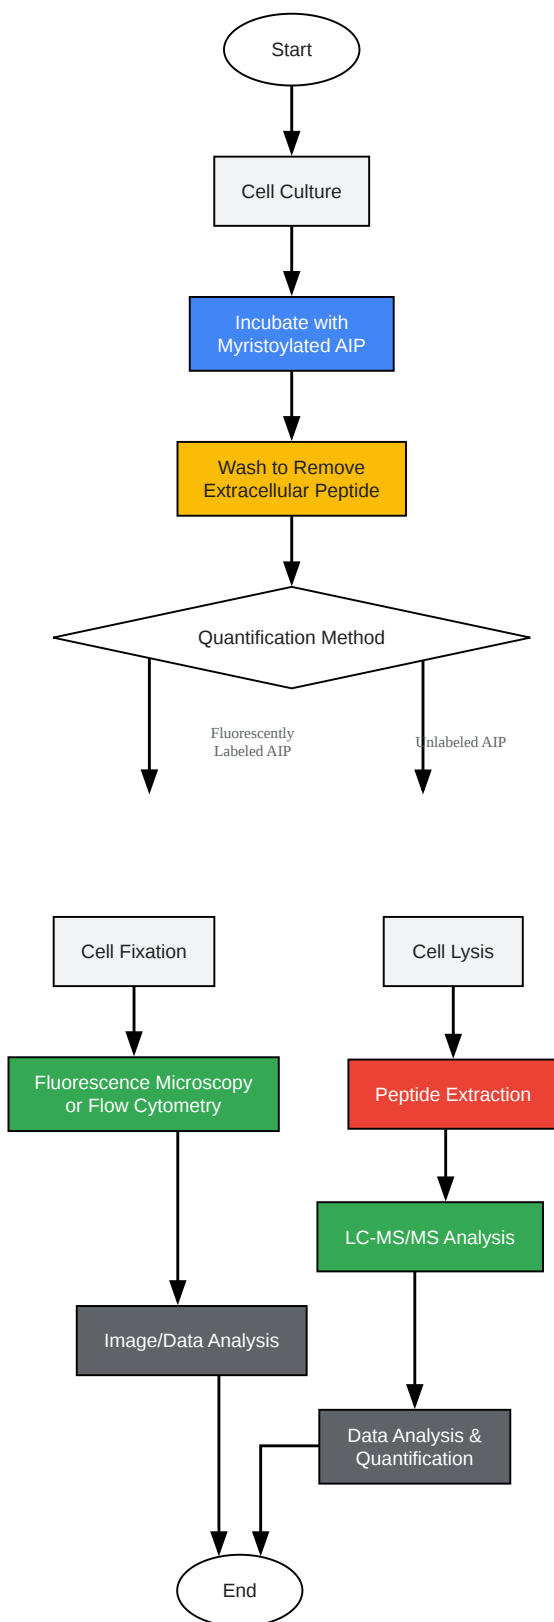 Start
Cell Culture
Incubate with
Myristoylated AIP
Wash to Remove
Extracellular Peptide
Quantification Method
Fluorescently
Labeled AIP
Unlabeled AIP
Cell Fixation
Cell Lysis
Fluorescence Microscopy
or Flow Cytometry
Peptide Extraction
LC-MS/MS Analysis
Image/Data Analysis
Data Analysis &
Quantification
End